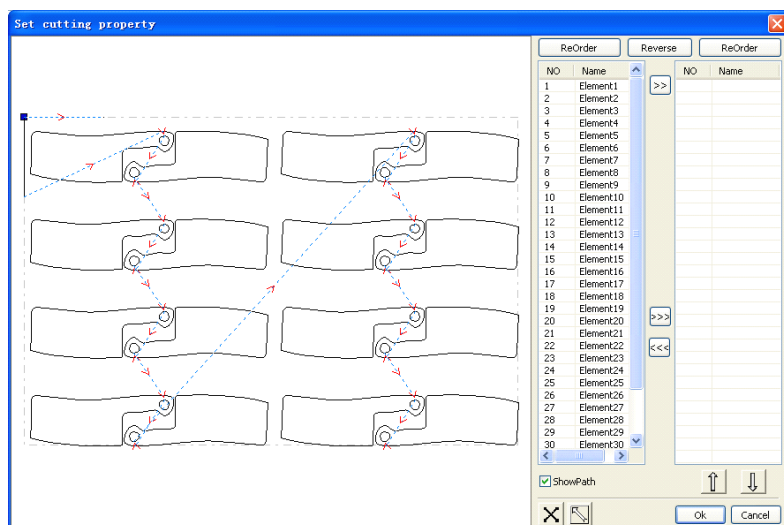 Set cutting property
ReOrder Reverse ReOrder
NO Name >> NO Name
1 Element1
2 Element2
3 Element3
4 Element4
5 Element5
6 Element6
7 Element7
8 Element8
9 Element9
10 Element10
11 Element11
12 Element12
13 Element13
14 Element14
15 Element15
16 Element16
17 Element17
18 Element18
19 Element19
20 Element20 >>>
21 Element21
22 Element22 <<<
23 Element23
24 Element24
25 Element25
26 Element26
27 Element27
28 Element28
29 Element29
30 Element30
ShowPath
Ok Cancel